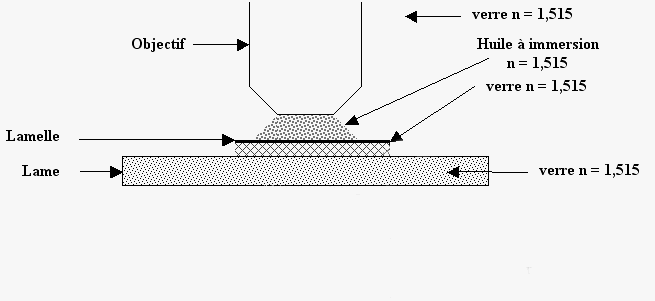 verre n = 1,515
Objectif
Huile à immersion
n = 1,515
verre n = 1,515
Lamelle
Lame
verre n = 1,515